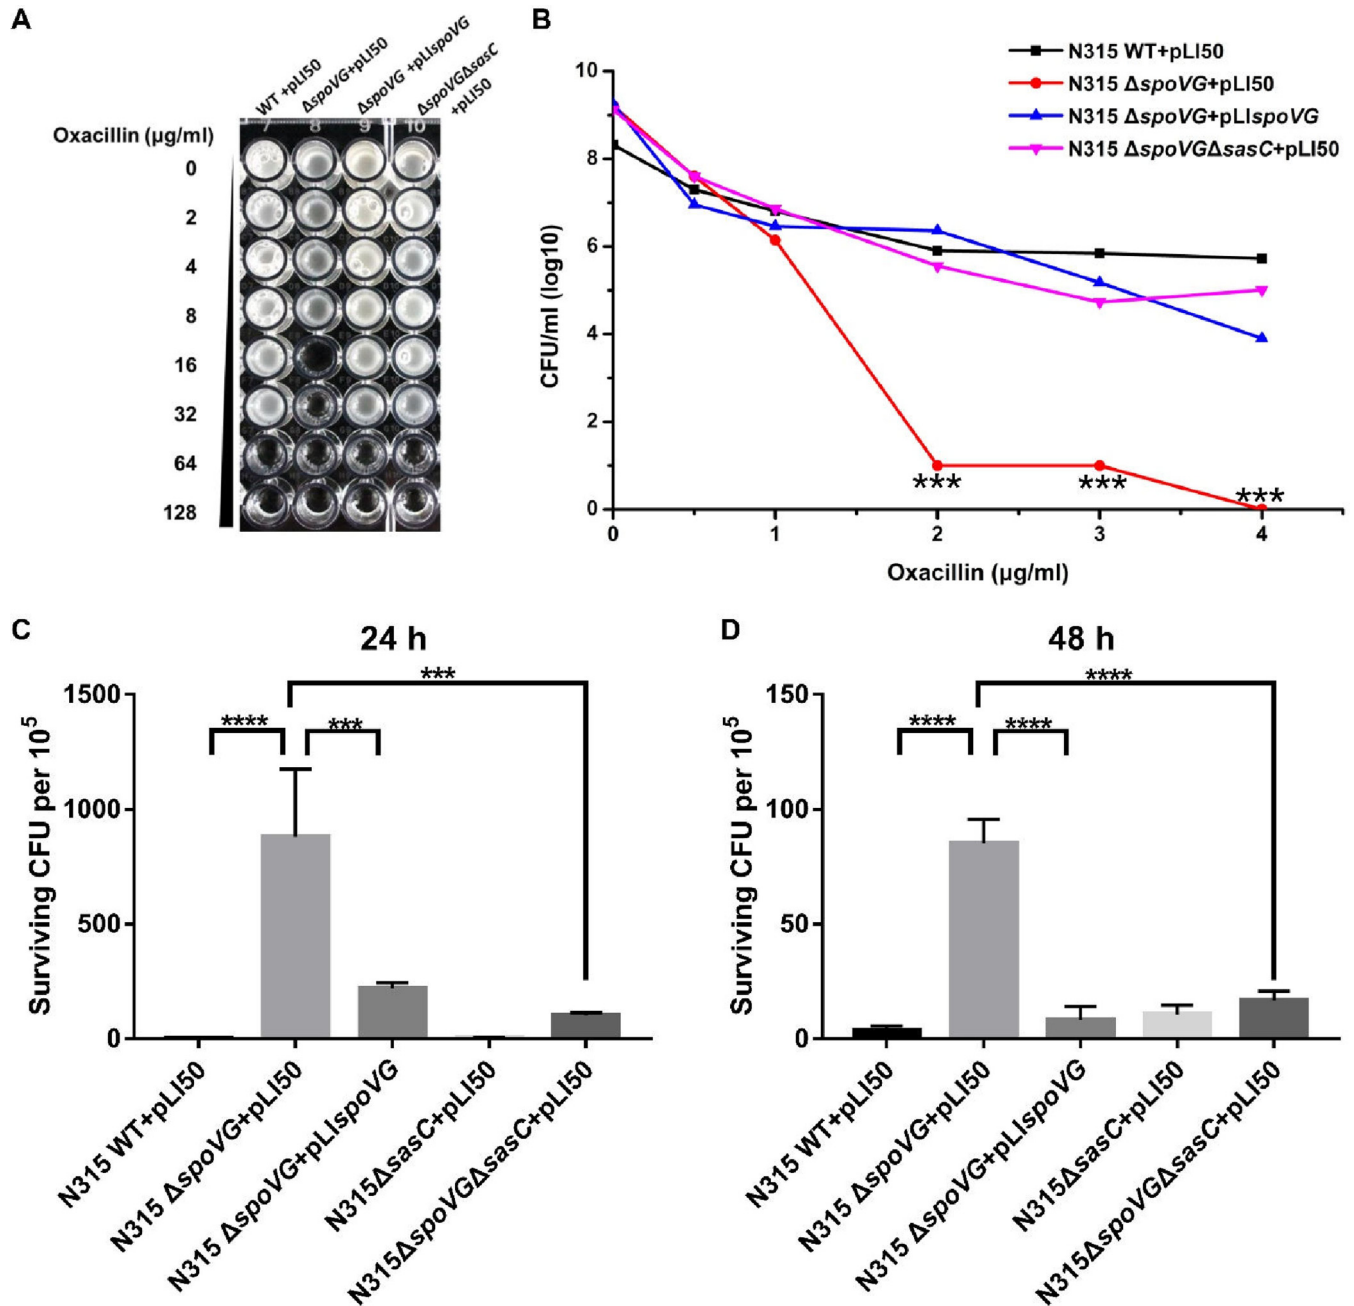 A
WT +pLI50
ΔspoVG+pLI50
ΔspoVG +pLIspoVG
ΔspoVGΔsasC
+pLI50
Oxacillin (µg/ml)
7 8 9 10
0
2
4
8
16
32
64
128
B
N315 WT+pLI50
N315 ΔspoVG+pLI50
N315 ΔspoVG+pLIspoVG
N315 ΔspoVGΔsasC+pLI50
CFU/ml (log10)
10
8
6
4
2
0
*** *** ***
0 1 2 3 4
Oxacillin (µg/ml)
C
24 h
Surviving CFU per 10⁵
1500
1000
500
0
***
**** ***
N315 WT+pLI50
N315 ΔspoVG+pLI50
N315 ΔspoVG+pLIspoVG
N315ΔsasC+pLI50
N315ΔspoVGΔsasC+pLI50
D
48 h
Surviving CFU per 10⁵
150
100
50
0
****
**** ****
N315 WT+pLI50
N315 ΔspoVG+pLI50
N315 ΔspoVG+pLIspoVG
N315ΔsasC+pLI50
N315ΔspoVGΔsasC+pLI50